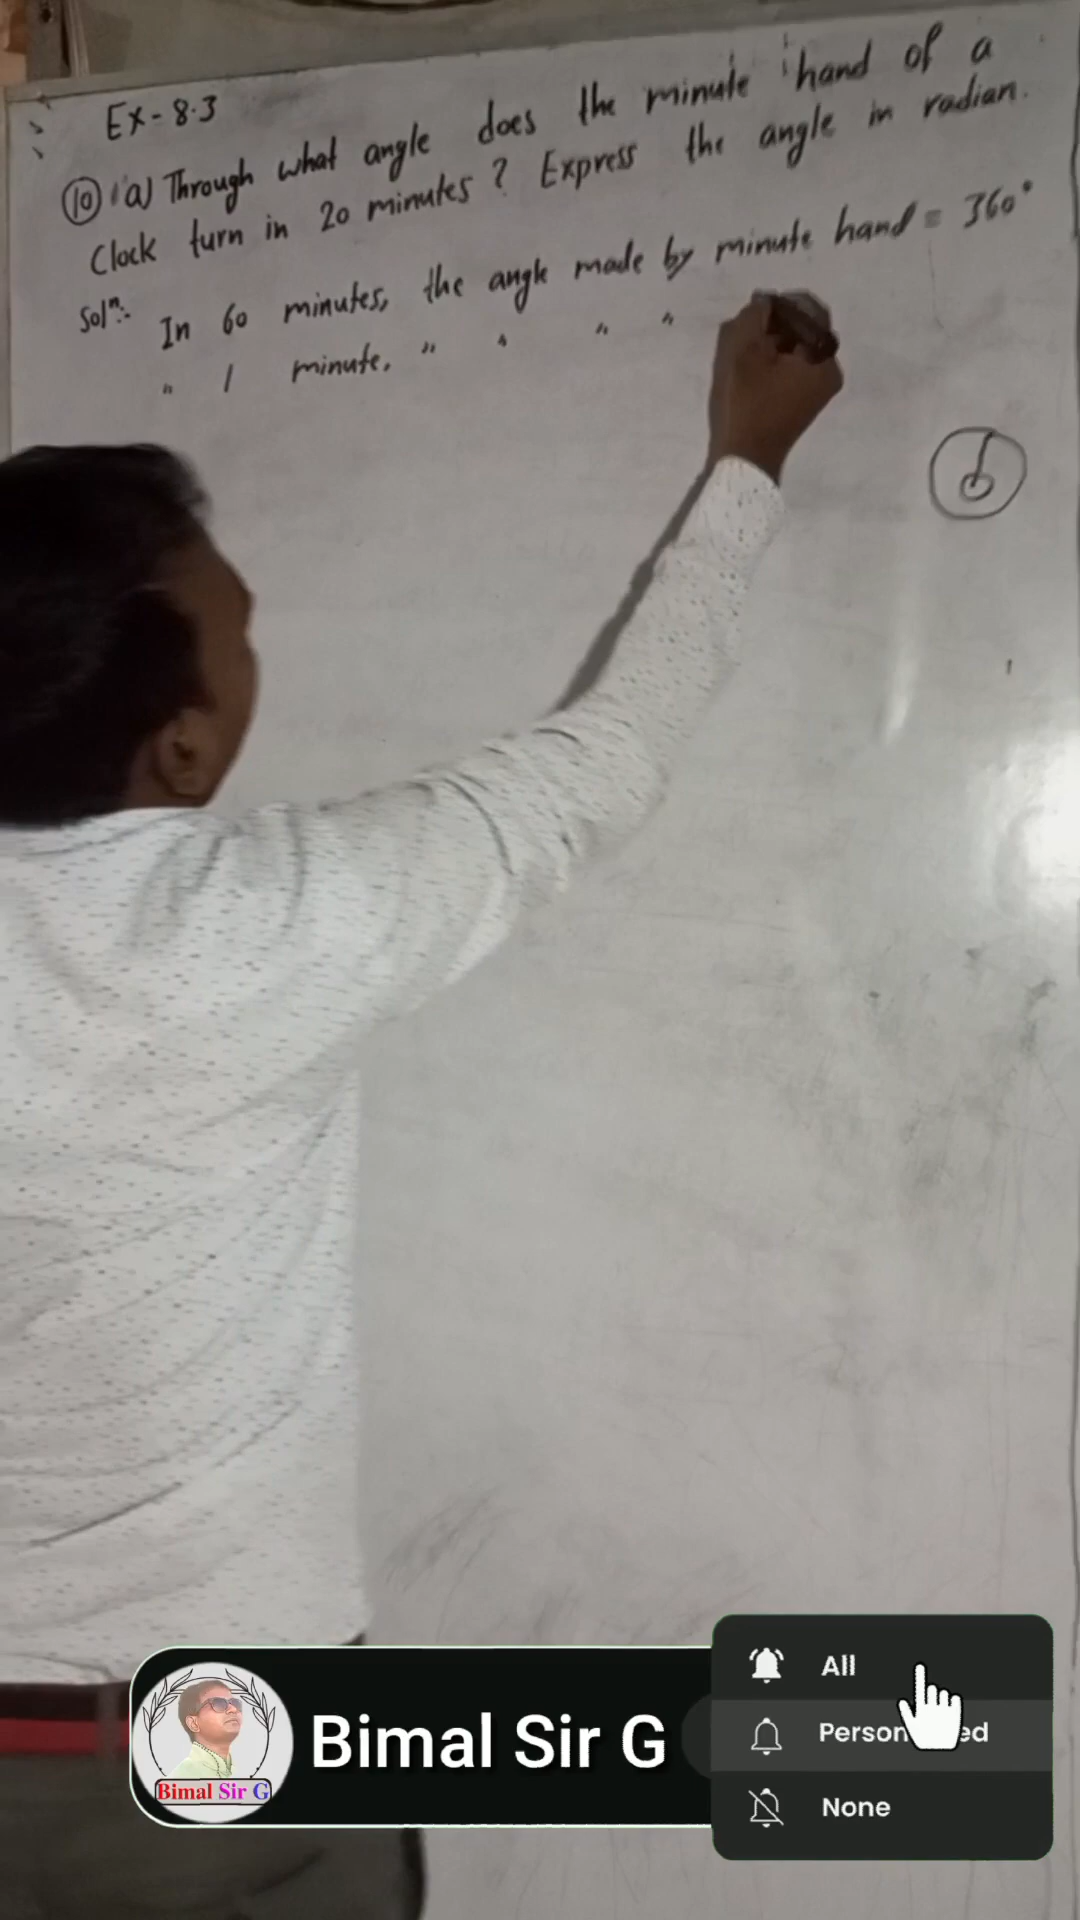 Ex - 8.3
⑩ (a) Through what angle does the minute hand of a
Clock turn in 20 minutes? Express the angle in radian.
Solⁿ:- In 60 minutes, the angle made by minute hand = 360°
" 1 minute, " " " "
Bimal Sir G
Bimal Sir G
All
None